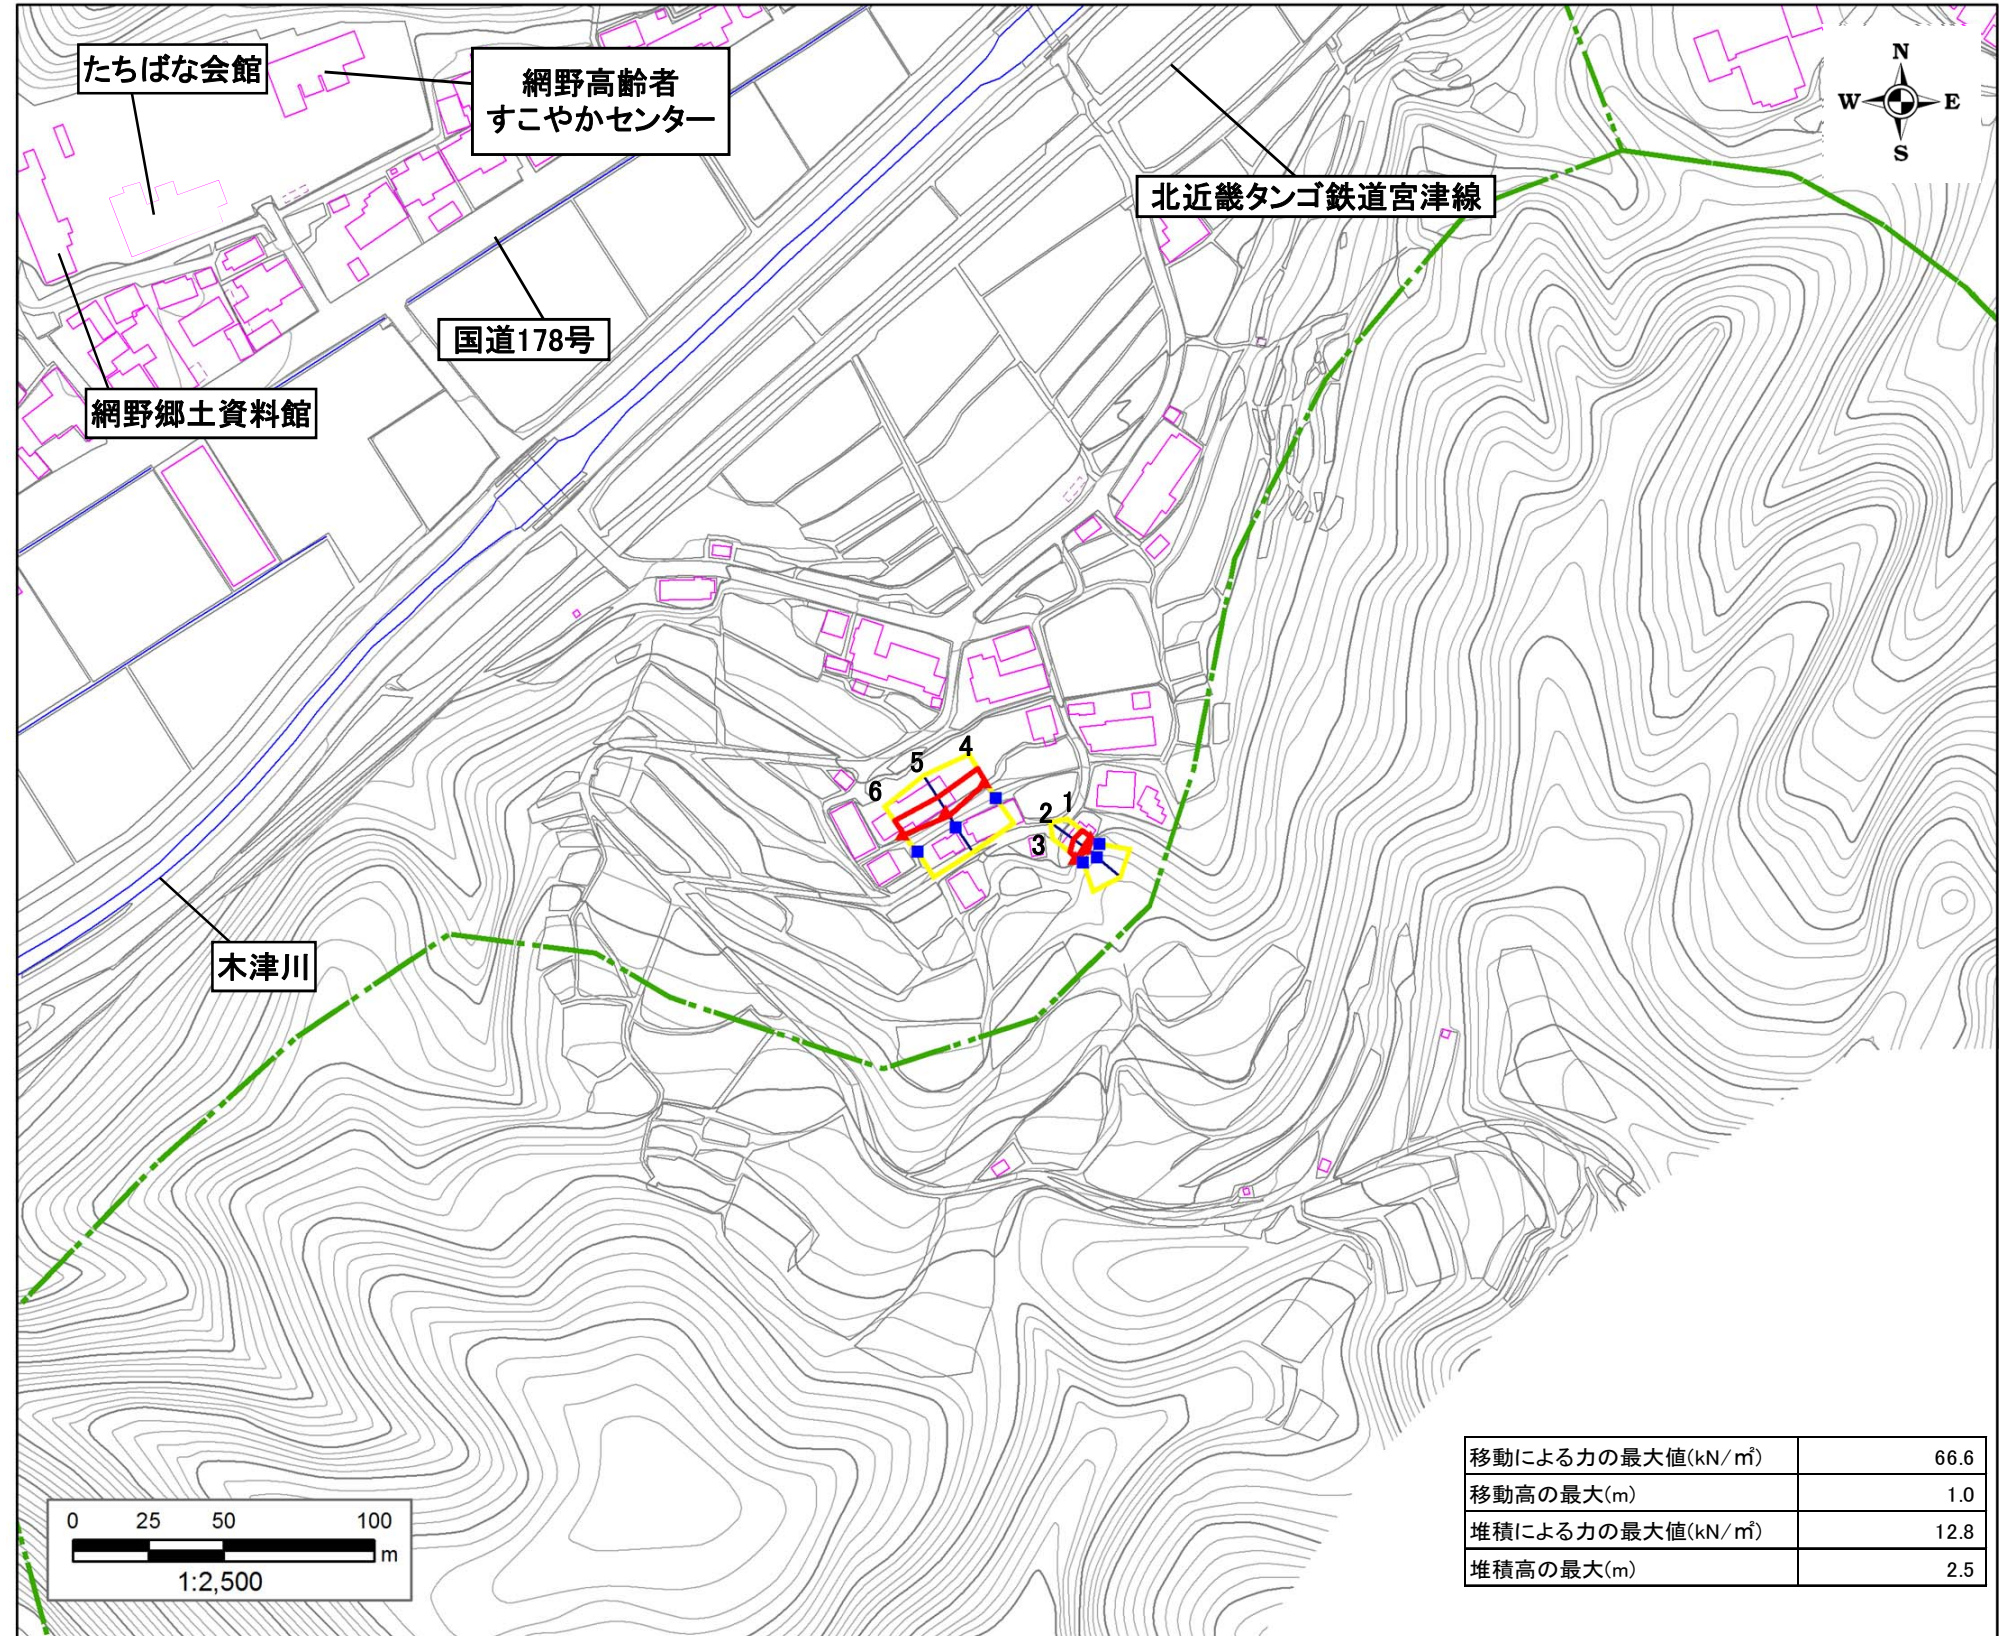 たちばな会館
網野高齢者
すこやかセンター
N
W
E
S
北近畿タンゴ鉄道宮津線
国道178号
網野郷土資料館
4
5
6
1
2
3
木津川
移動による力の最大値(kN/㎡) 66.6
移動高の最大(m) 1.0
堆積による力の最大値(kN/㎡) 12.8
堆積高の最大(m) 2.5
0 25 50 100
m
1:2,500